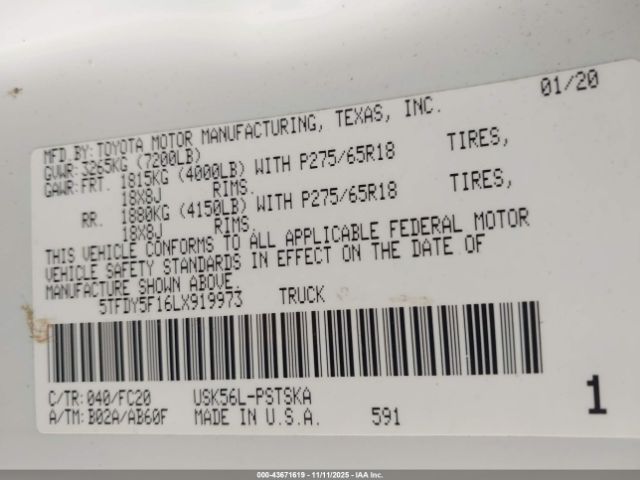 01/20
MFD.BY:TOYOTA MOTOR MANUFACTURING, TEXAS, INC.
GVWR:3265KG (7200LB)
GAWR:FRT. 1815KG (4000LB) WITH P275/65R18 TIRES,
18X8J RIMS.
RR. 1880KG (4150LB) WITH P275/65R18 TIRES,
18X8J RIMS.
THIS VEHICLE CONFORMS TO ALL APPLICABLE FEDERAL MOTOR
VEHICLE SAFETY STANDARDS IN EFFECT ON THE DATE OF
MANUFACTURE SHOWN ABOVE.
5TFDY5F16LX919973 TRUCK
C/TR:040/FC20 USK56L-PSTSKA
A/TM:B02A/AB60F MADE IN U.S.A. 591
1
000-43671619 - 11/11/2025 - IAA Inc.